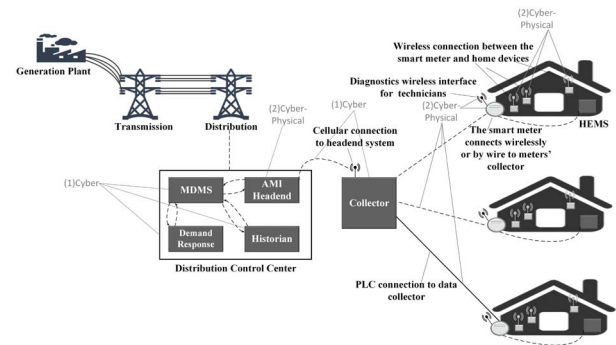 (2)Cyber-
Physical
Wireless connection between the
smart meter and home devices
Generation Plant
Diagnostics wireless interface
for technicians
(2)Cyber-
Physical
(1)Cyber
(2)Cyber-
Physical
HEMS
Transmission
Distribution
Cellular connection
to headend system
The smart meter
connects wirelessly
or by wire to meters'
collector
(1)Cyber
MDMS
AMI
Headend
Collector
Demand
Response
Historian
Distribution Control Center
PLC connection to data
collector